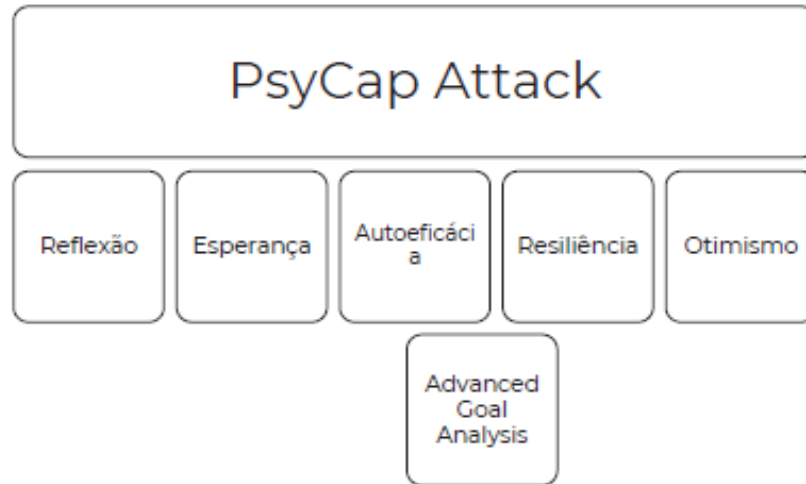 PsyCap Attack
Reflexão
Esperança
Autoeficáci
a
Resiliência
Otimismo
Advanced
Goal
Analysis